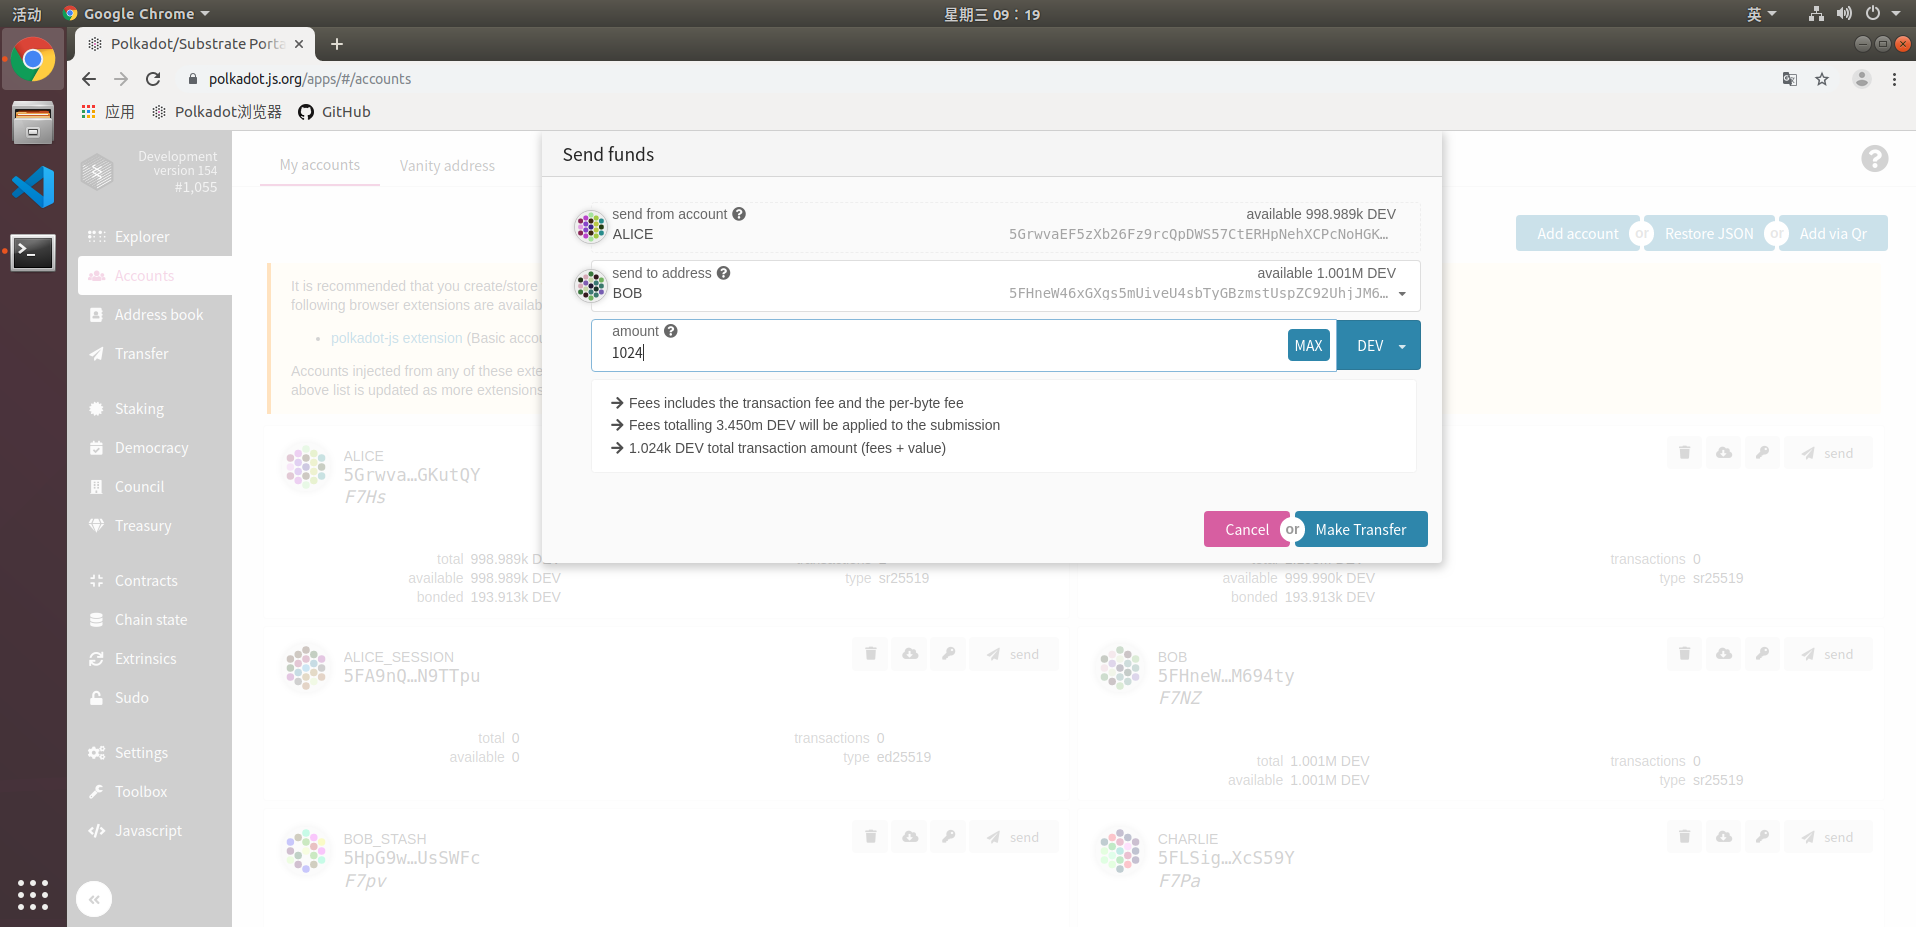 活动 Google Chrome 星期三 09：19 英
Polkadot/Substrate Porta
polkadot.js.org/apps/#/accounts
应用 Polkadot浏览器 GitHub
Development
version 154
#1,055
Explorer
Accounts
Address book
Transfer
Staking
Democracy
Council
Treasury
Contracts
Chain state
Extrinsics
Sudo
Settings
Toolbox
Javascript
My accounts Vanity address
Add account or Restore JSON or Add via Qr
It is recommended that you create/store
following browser extensions are availab
• polkadot-js extension (Basic accou
Accounts injected from any of these exte
above list is updated as more extensions
Send funds
send from account available 998.989k DEV
ALICE 5GrwvaEF5zXb26Fz9rcQpDWS57CtERHpNehXCPcNoHGK…
send to address available 1.001M DEV
BOB 5FHneW46xGXgs5mUiveU4sbTyGBzmstUspZC92UhjJM6…
amount
1024 MAX DEV
Fees includes the transaction fee and the per-byte fee
Fees totalling 3.450m DEV will be applied to the submission
1.024k DEV total transaction amount (fees + value)
Cancel or Make Transfer
ALICE
5Grwva…GKutQY
F7Hs
total 998.989k
available 998.989k DEV
bonded 193.913k DEV
type sr25519
send
available 999.990k DEV
bonded 193.913k DEV
transactions 0
type sr25519
ALICE_SESSION
5FA9nQ…N9TTpu
send
total 0
available 0
transactions 0
type ed25519
BOB
5FHneW…M694ty
F7NZ
send
total 1.001M DEV
available 1.001M DEV
transactions 0
type sr25519
BOB_STASH
5HpG9w…UsSWFc
F7pv
send
CHARLIE
5FLSig…XcS59Y
F7Pa
send